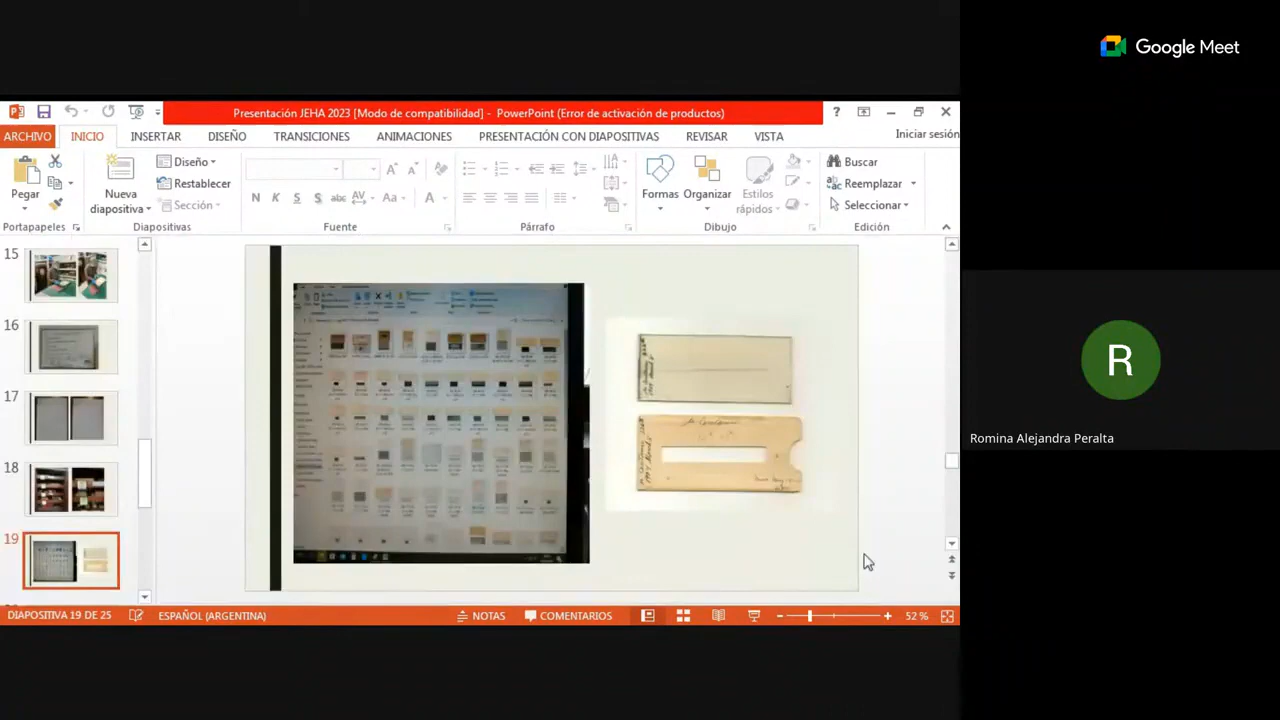 Google Meet
Presentación JEHA 2023 [Modo de compatibilidad] - PowerPoint (Error de activación de productos)
ARCHIVO INICIO INSERTAR DISEÑO TRANSICIONES ANIMACIONES PRESENTACIÓN CON DIAPOSITIVAS REVISAR VISTA Iniciar sesión
Pegar
Nueva diapositiva
Diseño
Restablecer
Sección
N K S S abc AV Aa A
Formas
Organizar
Estilos rápidos
Buscar
Reemplazar
Seleccionar
Portapapeles Diapositivas Fuente Párrafo Dibujo Edición
15
16
17
18
19
R
Romina Alejandra Peralta
DIAPOSITIVA 19 DE 25 ESPAÑOL (ARGENTINA) NOTAS COMENTARIOS 52 %